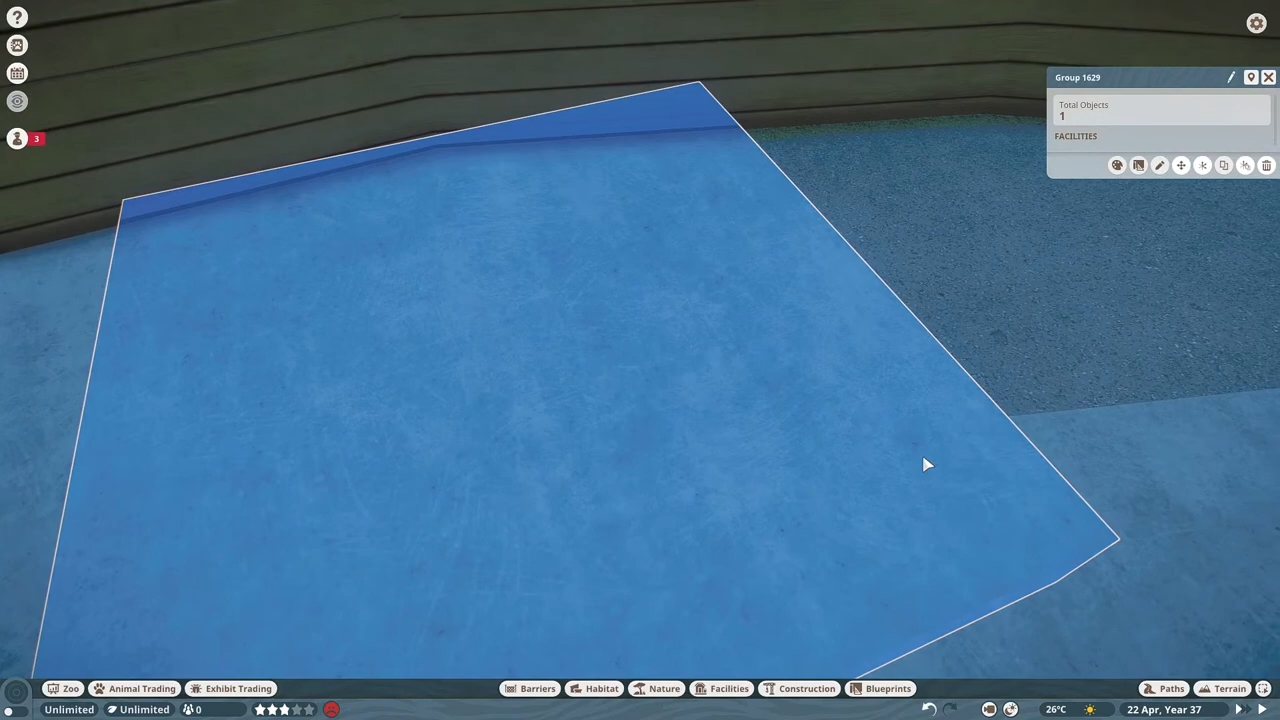 ?
3
Group 1629
Total Objects
1
FACILITIES
Zoo
Animal Trading
Exhibit Trading
Barriers
Habitat
Nature
Facilities
Construction
Blueprints
Paths
Terrain
Unlimited
Unlimited
0
26°C
22 Apr, Year 37